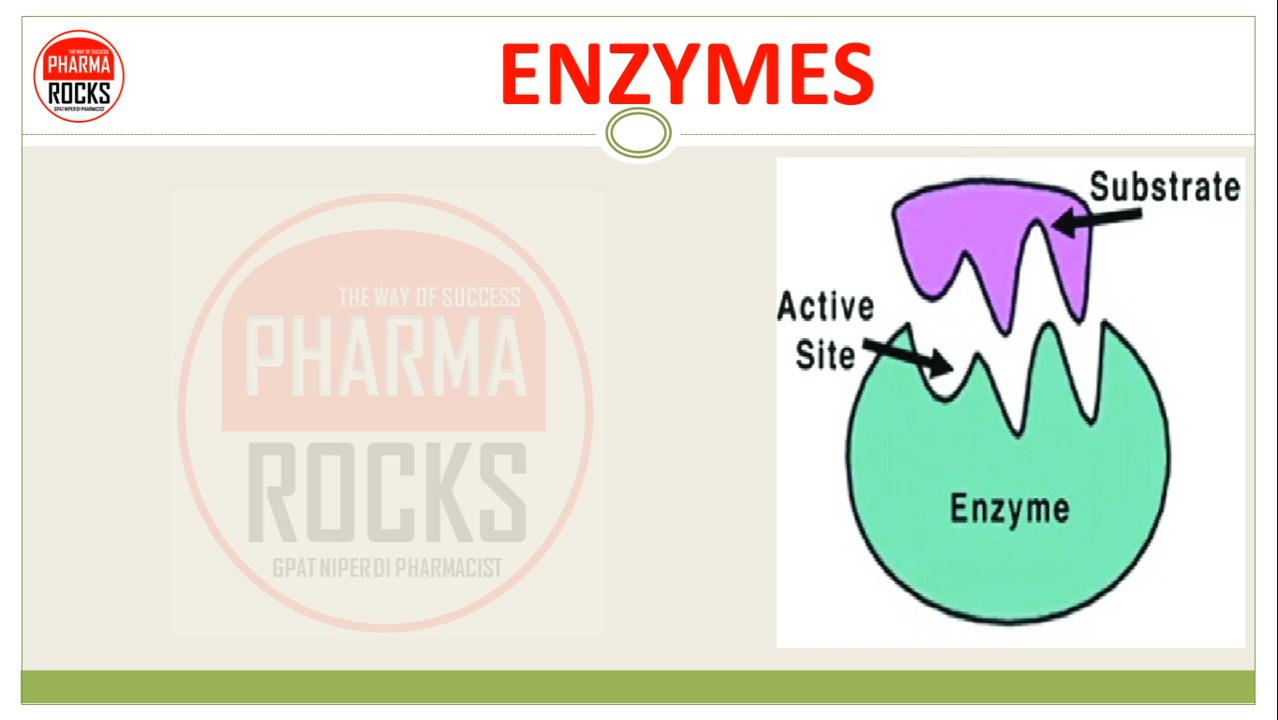 THE WAY OF SUCCESS
PHARMA
ROCKS
GPAT NIPER DI PHARMACIST
ENZYMES
THE WAY OF SUCCESS
PHARMA
ROCKS
GPAT NIPER DI PHARMACIST
Substrate
Active
Site
Enzyme